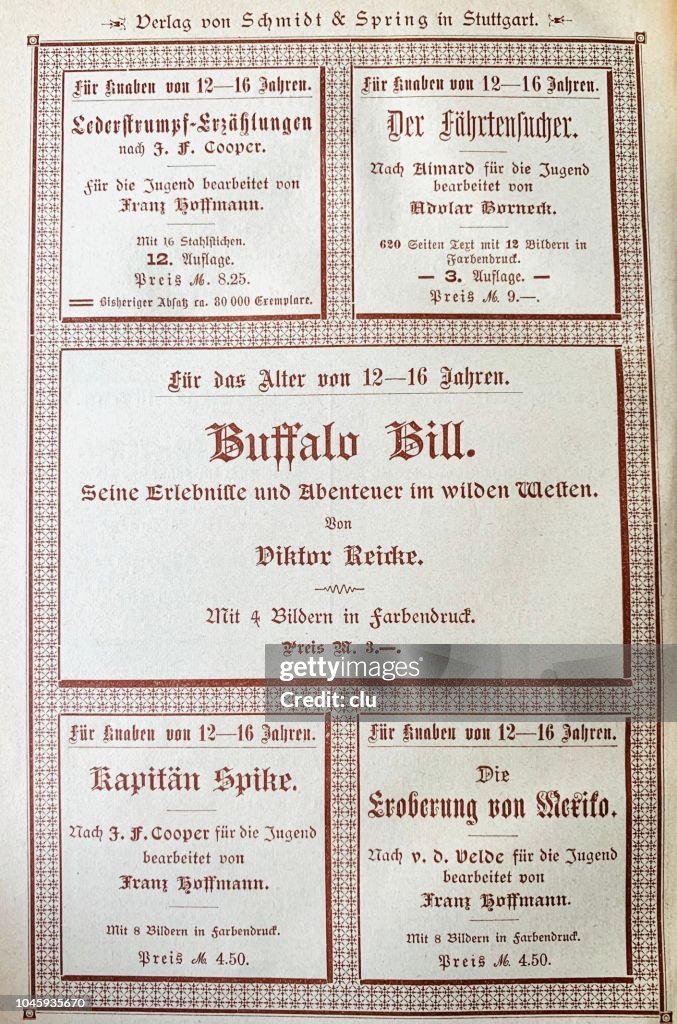 Verlag von Schmidt & Spring in Stuttgart.
Für Knaben von 12—16 Jahren.
Lederstrumpf-Erzählungen
nach J. F. Cooper.
Für die Jugend bearbeitet von
Franz Hoffmann.
Mit 16 Stahlstichen.
12. Auflage.
Preis M. 8.25.
Bisheriger Absatz ca. 80 000 Exemplare.
Für Knaben von 12—16 Jahren.
Der Fährtensucher.
Nach Aimard für die Jugend
bearbeitet von
Adolar Borneck.
620 Seiten Text mit 12 Bildern in
Farbendruck.
— 3. Auflage. —
Preis M. 9.—.
Für das Alter von 12—16 Jahren.
Buffalo Bill.
Seine Erlebnisse und Abenteuer im wilden Westen.
Von
Viktor Reicke.
Mit 4 Bildern in Farbendruck.
Preis M. 3.—.
gettyimages
Credit: clu
Für Knaben von 12—16 Jahren.
Kapitän Spike.
Nach J. F. Cooper für die Jugend
bearbeitet von
Franz Hoffmann.
Mit 8 Bildern in Farbendruck.
Preis M. 4.50.
Für Knaben von 12—16 Jahren.
Die
Eroberung von Mexiko.
Nach v. d. Velde für die Jugend
bearbeitet von
Franz Hoffmann.
Mit 8 Bildern in Farbendruck.
Preis M. 4.50.
1045935670